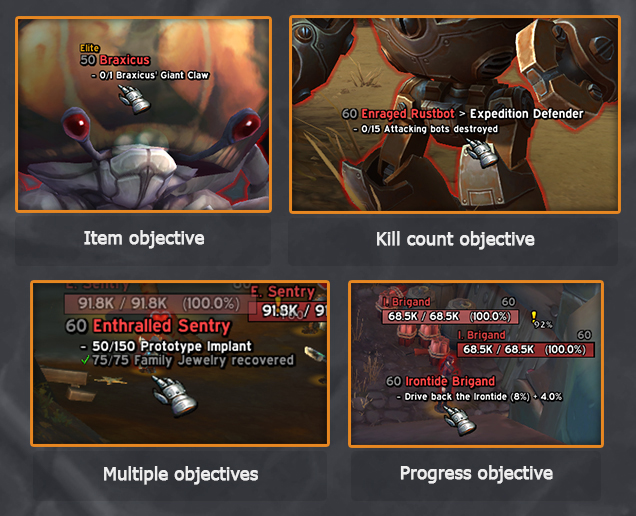 Elite
50 Braxicus
- 0/1 Braxicus' Giant Claw
60 Enraged Rustbot > Expedition Defender
- 0/15 Attacking bots destroyed
Item objective
Kill count objective
E. Sentry 60
91.8K / 91.8K (100.0%)
E. Sentry
91.8K / 91
60 Enthralled Sentry
- 50/150 Prototype Implant
✓75/75 Family Jewelry recovered
I. Brigand 60
68.5K / 68.5K (100.0%)
92%
I. Brigand 60
68.5K / 68.5K (100.0%)
60 Irontide Brigand
- Drive back the Irontide (8%) + 4.0%
Multiple objectives
Progress objective